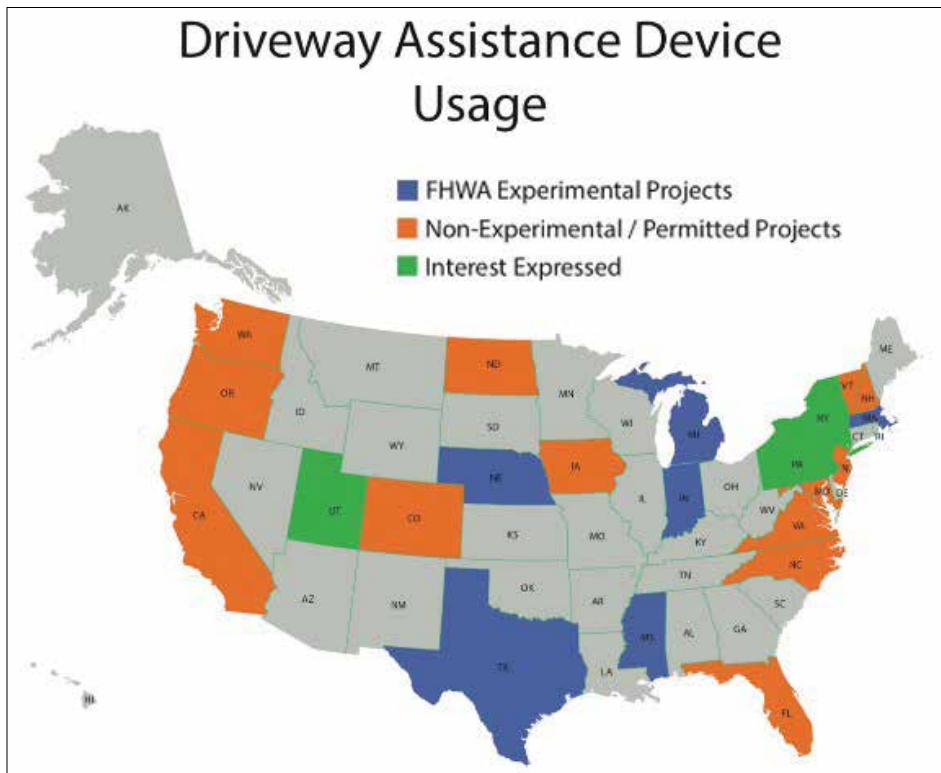 Driveway Assistance Device
Usage
FHWA Experimental Projects
Non-Experimental / Permitted Projects
Interest Expressed
AK
WA
MT
ND
MN
ME
VT
NH
OR
ID
WY
SD
WI
MI
NY
MA
CT
RI
NV
UT
CO
NE
IA
IL
IN
OH
PA
NJ
MD
DE
WV
VA
CA
KS
MO
KY
NC
AZ
NM
OK
AR
TN
SC
TX
LA
MS
AL
GA
FL
HI